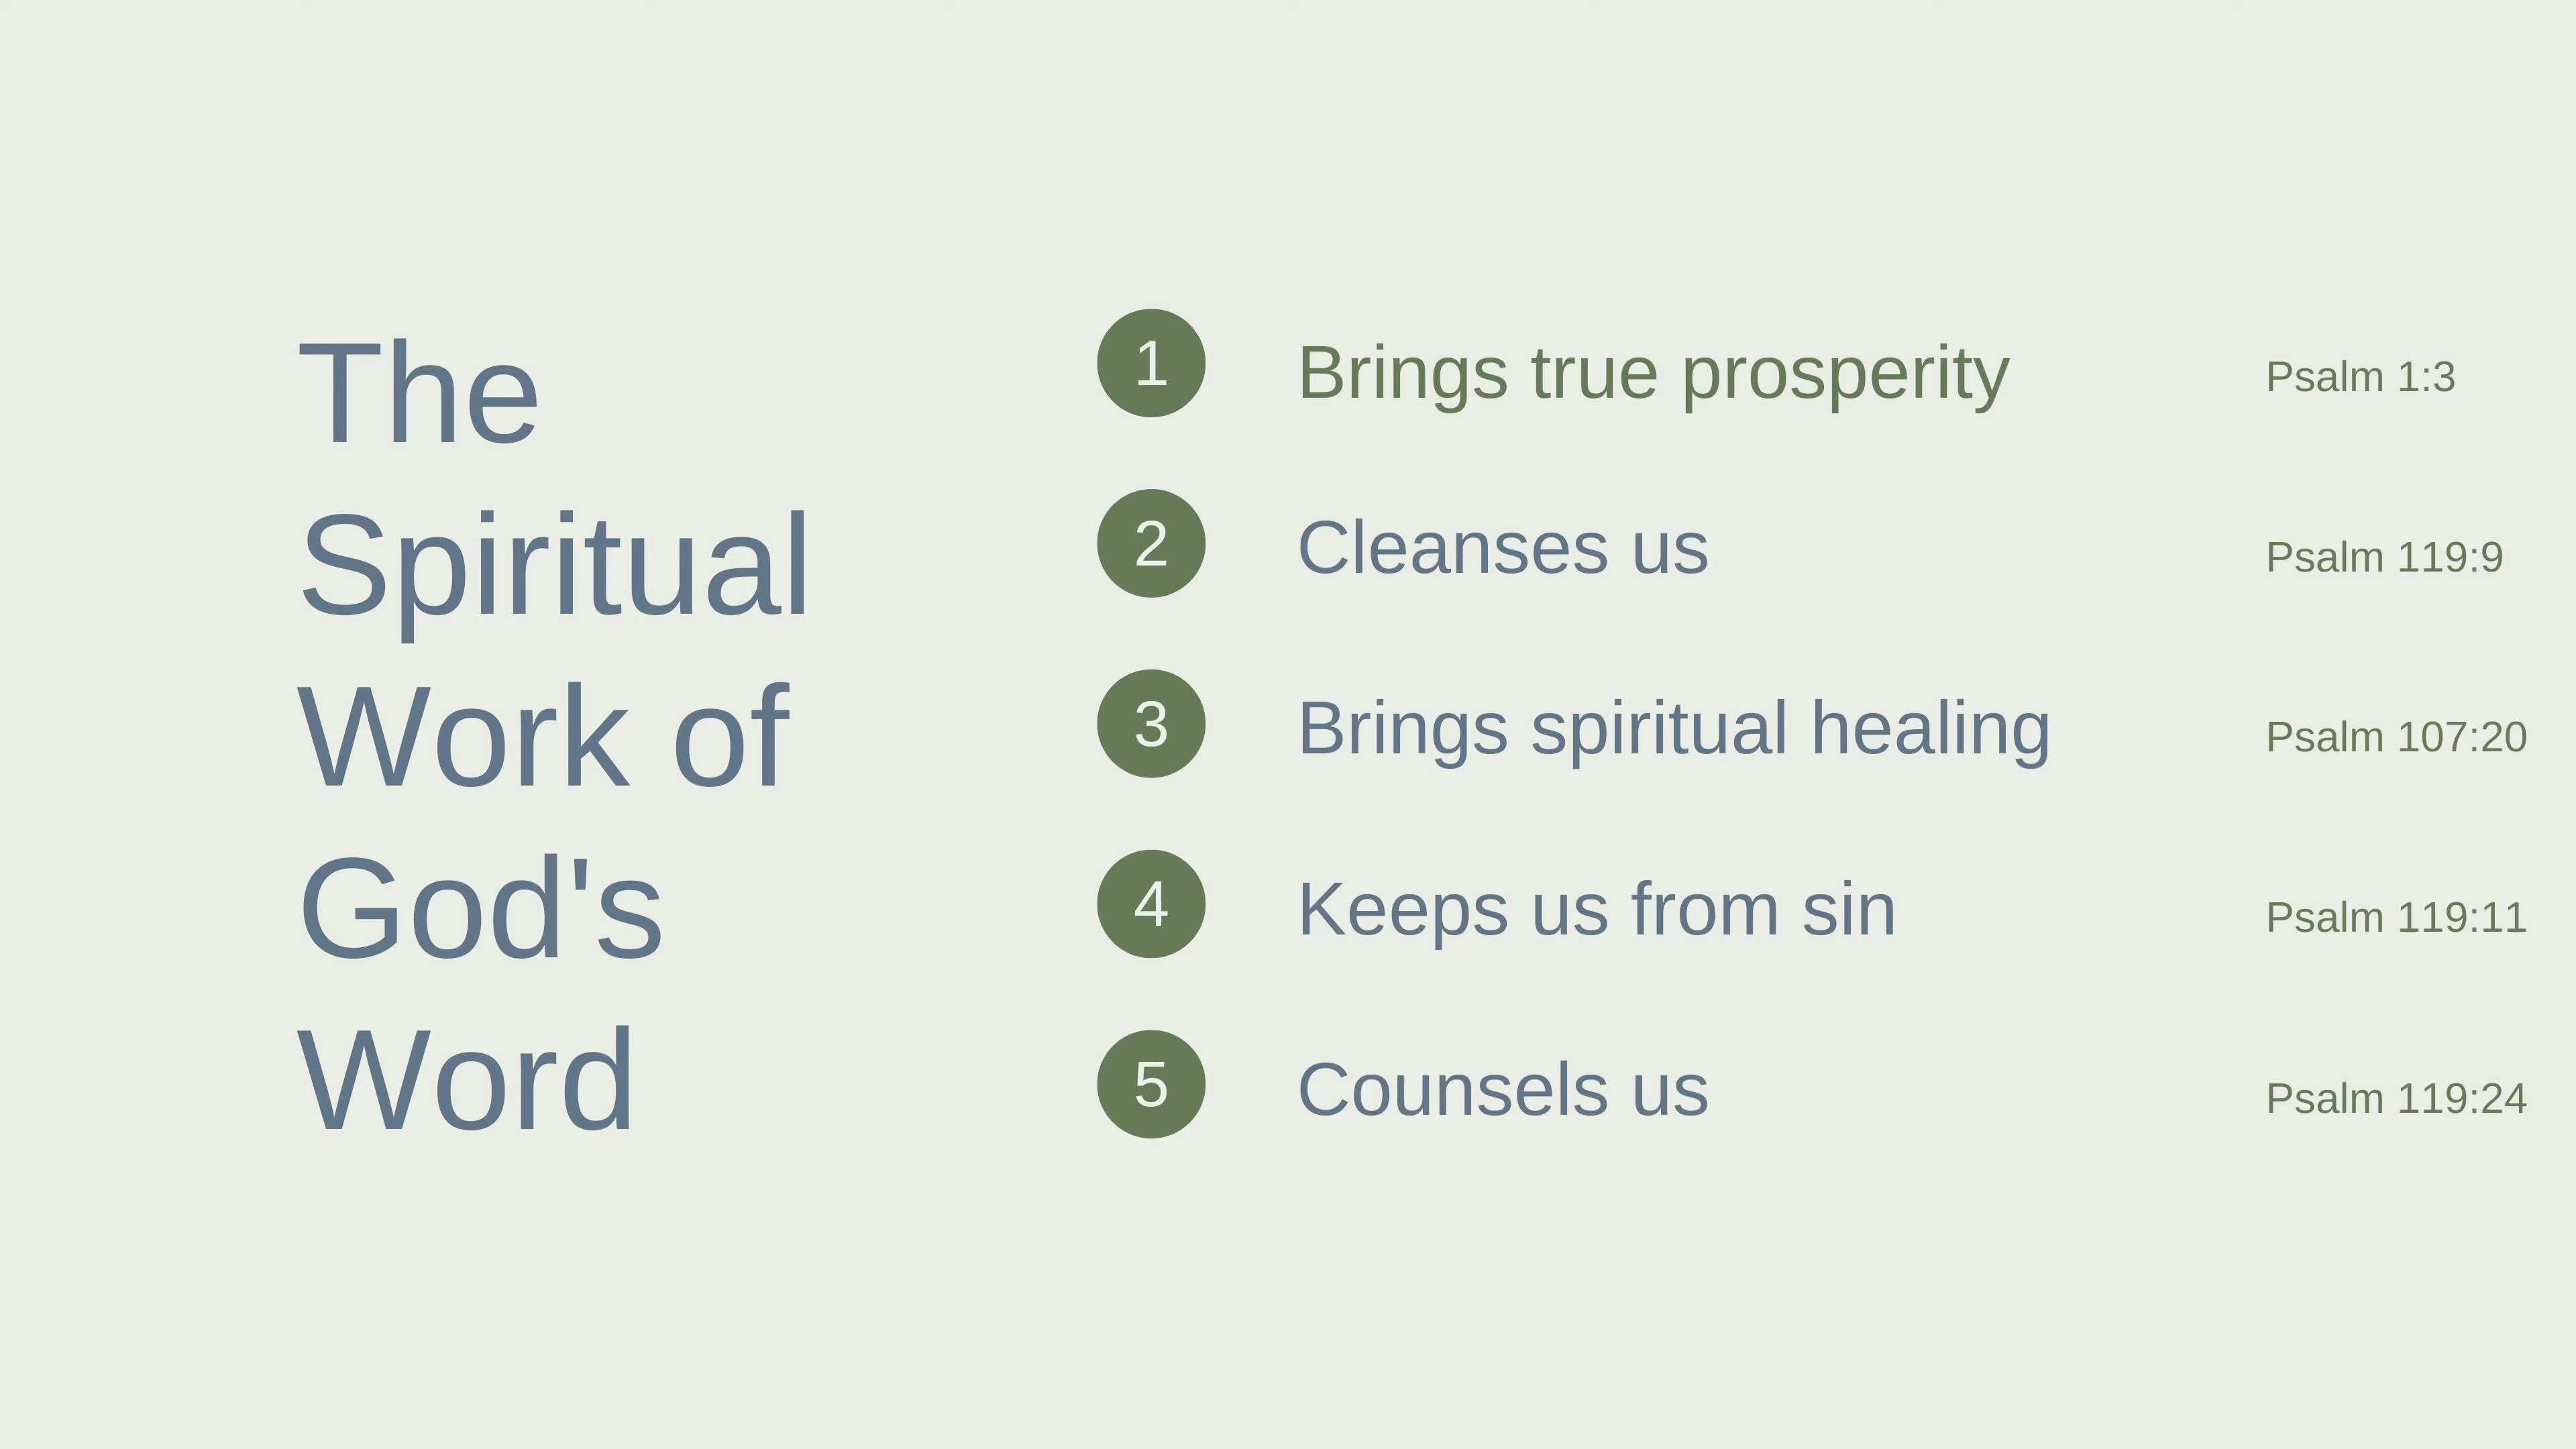 The
Spiritual
Work of
God's
Word
1 Brings true prosperity Psalm 1:3
2 Cleanses us Psalm 119:9
3 Brings spiritual healing Psalm 107:20
4 Keeps us from sin Psalm 119:11
5 Counsels us Psalm 119:24